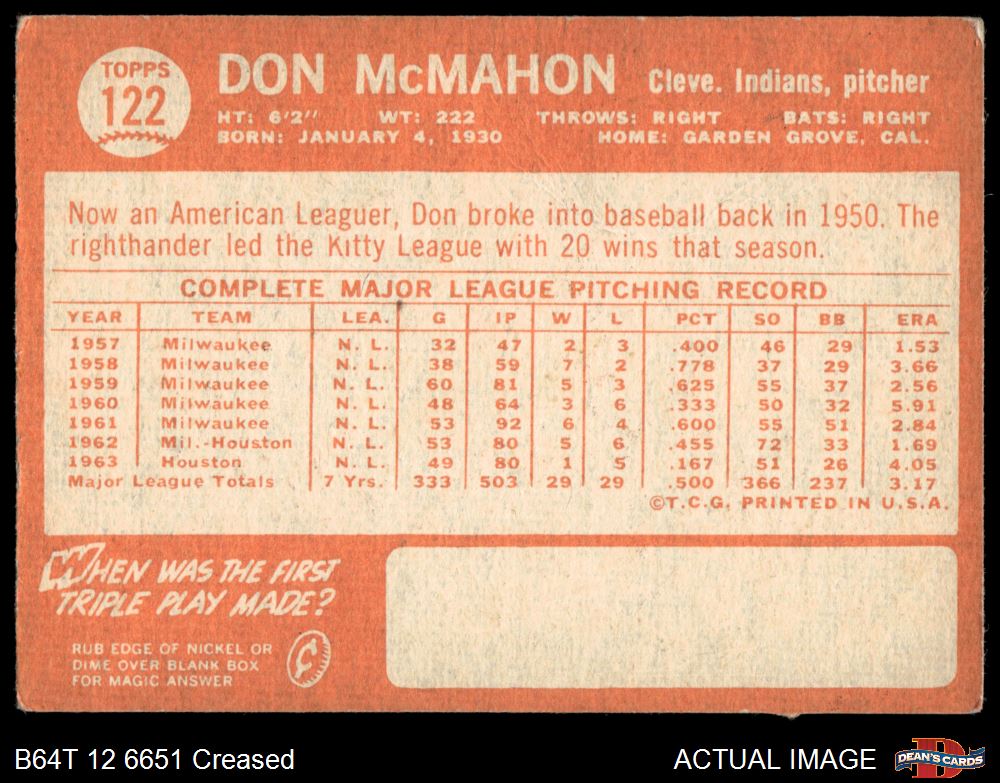 TOPPS
122
DON McMAHON Cleve. Indians, pitcher
HT: 6'2" WT: 222 THROWS: RIGHT BATS: RIGHT
BORN: JANUARY 4, 1930 HOME: GARDEN GROVE, CAL.
Now an American Leaguer, Don broke into baseball back in 1950. The
righthander led the Kitty League with 20 wins that season.
COMPLETE MAJOR LEAGUE PITCHING RECORD
YEAR TEAM LEA. G IP W L PCT SO BB ERA
1957 Milwaukee N. L. 32 47 2 3 .400 46 29 1.53
1958 Milwaukee N. L. 38 59 7 2 .778 37 29 3.66
1959 Milwaukee N. L. 60 81 5 3 .625 55 37 2.56
1960 Milwaukee N. L. 48 64 3 6 .333 50 32 5.91
1961 Milwaukee N. L. 53 92 6 4 .600 55 51 2.84
1962 Mil.-Houston N. L. 53 80 5 6 .455 72 33 1.69
1963 Houston N. L. 49 80 1 5 .167 51 26 4.05
Major League Totals 7 Yrs. 333 503 29 29 .500 366 237 3.17
©T.C.G. PRINTED IN U.S.A.
WHEN WAS THE FIRST
TRIPLE PLAY MADE?
RUB EDGE OF NICKEL OR
DIME OVER BLANK BOX
FOR MAGIC ANSWER
¢
B64T 12 6651 Creased ACTUAL IMAGE D DEAN'S CARDS